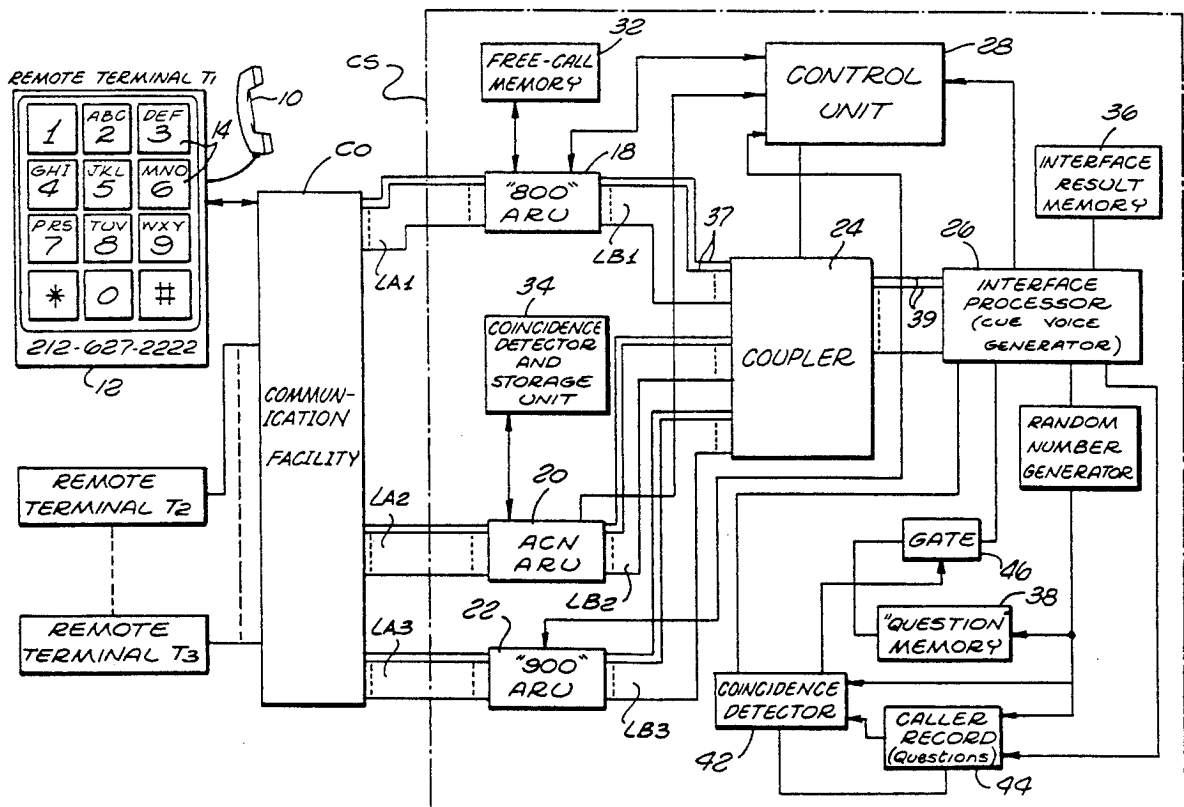 REMOTE TERMINAL T1
10
1
ABC
2
DEF
3
14
GHI
4
JKL
5
MNO
6
PRS
7
TUV
8
WXY
9
*
0
#
212-627-2222
12
REMOTE
TERMINAL T2
REMOTE
TERMINAL T3
CO
COMMUNI-
CATION
FACILITY
CS
32
FREE-CALL
MEMORY
18
"800"
ARU
LA1
LB1
37
34
COINCIDENCE
DETECTOR
AND
STORAGE
UNIT
20
ACN
ARU
LA2
LB2
22
"900"
ARU
LA3
LB3
28
CONTROL
UNIT
24
COUPLER
39
36
INTERFACE
RESULT
MEMORY
26
INTERFACE
PROCESSOR
(CUE VOICE
GENERATOR)
RANDOM
NUMBER
GENERATOR
GATE
46
38
"QUESTION"
MEMORY
COINCIDENCE
DETECTOR
42
CALLER
RECORD
(Questions)
44